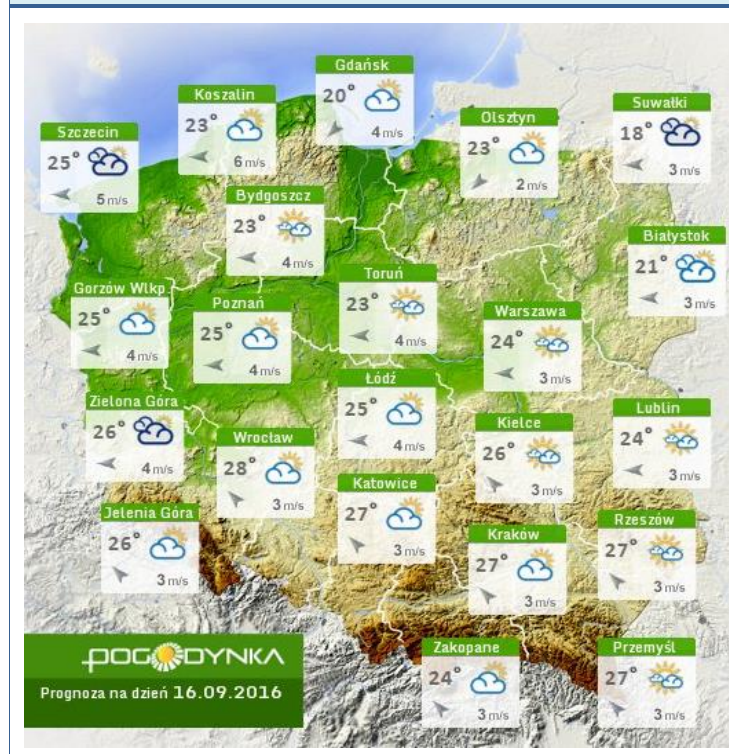 Gdańsk
20°
4 m/s
Koszalin
23°
6 m/s
Suwałki
18°
3 m/s
Olsztyn
23°
2 m/s
Szczecin
25°
5 m/s
Bydgoszcz
23°
4 m/s
Białystok
21°
3 m/s
Toruń
23°
4 m/s
Gorzów Wlkp.
25°
4 m/s
Poznań
25°
4 m/s
Warszawa
24°
3 m/s
Łódź
25°
4 m/s
Zielona Góra
26°
4 m/s
Lublin
24°
3 m/s
Kielce
26°
3 m/s
Wrocław
28°
3 m/s
Katowice
27°
3 m/s
Jelenia Góra
26°
3 m/s
Rzeszów
27°
3 m/s
Kraków
27°
3 m/s
Zakopane
24°
3 m/s
Przemyśl
27°
3 m/s
POGODYNKA
Prognoza na dzień 16.09.2016